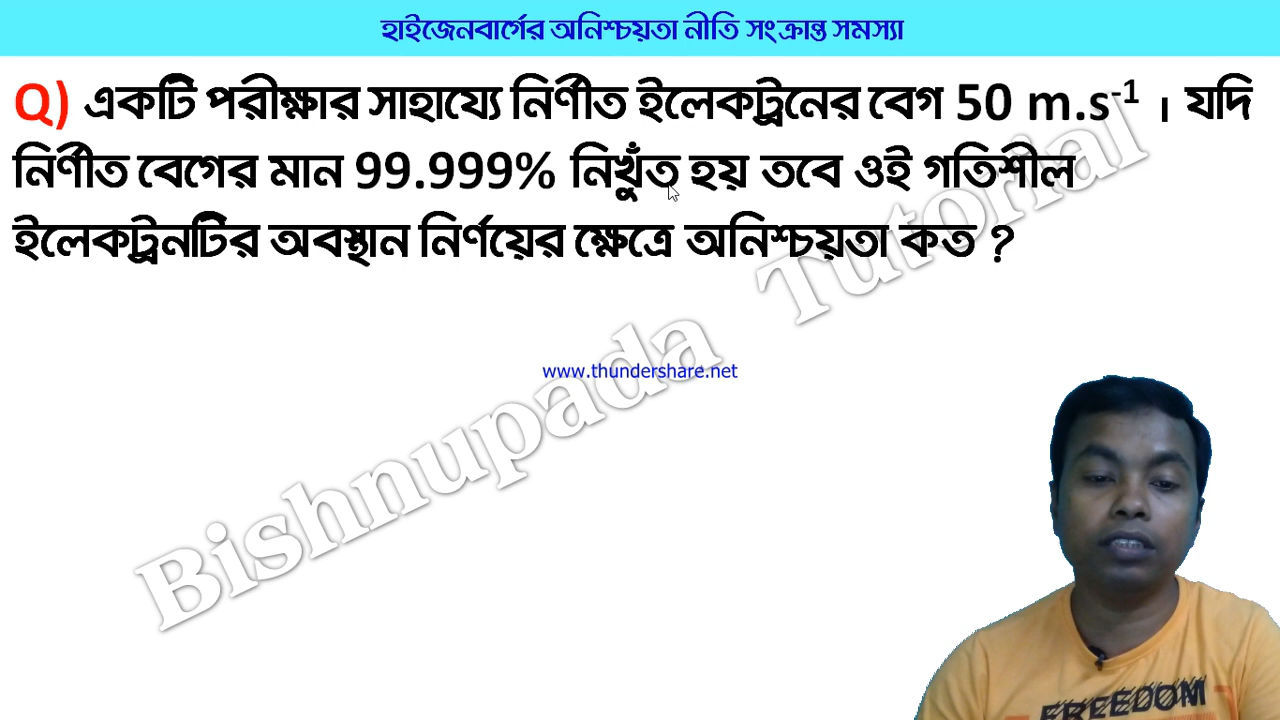 হাইজেনবার্গের অনিশ্চয়তা নীতি সংক্রান্ত সমস্যা
Q) একটি পরীক্ষার সাহায্যে নির্ণীত ইলেকট্রনের বেগ 50 m.s-1 । যদি
নির্ণীত বেগের মান 99.999% নিখুঁত হয় তবে ওই গতিশীল
ইলেকট্রনটির অবস্থান নির্ণয়ের ক্ষেত্রে অনিশ্চয়তা কত ?
www.thundershare.net
Bishnupada Tutorial
FREEDOM